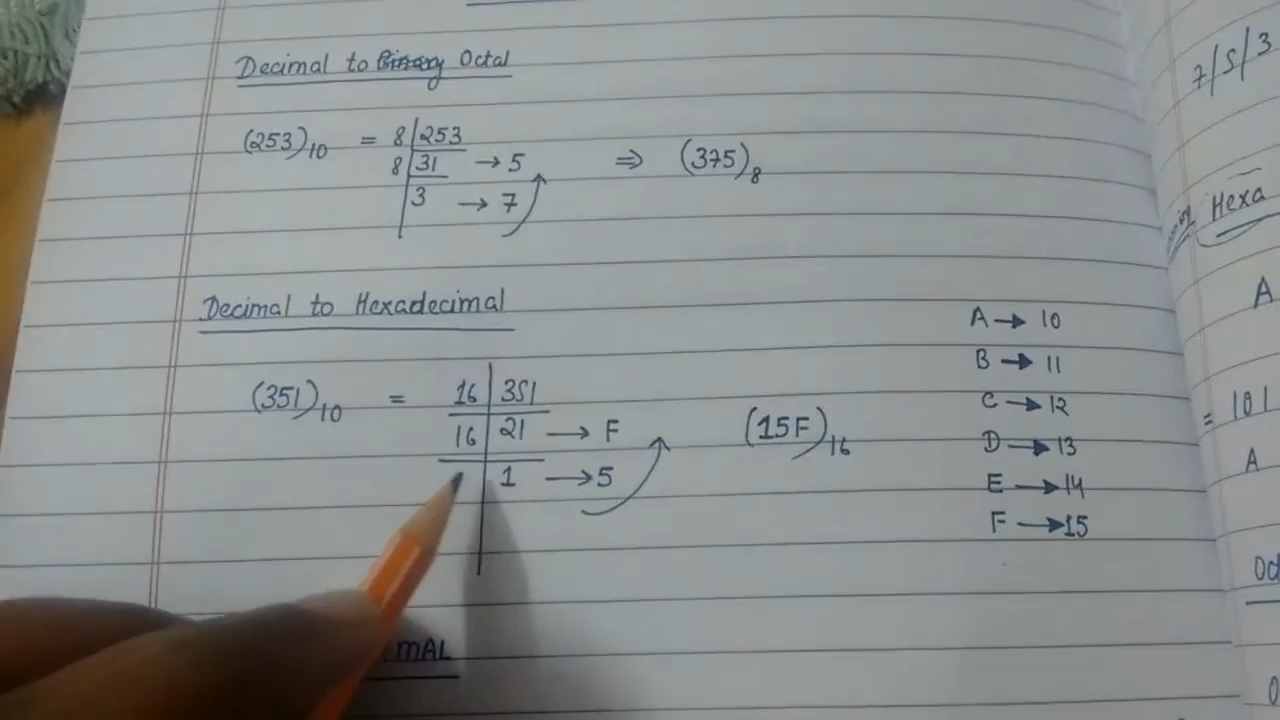 Decimal to Octal
(253)10 = 8 253
8 31 → 5 ⇒ (375)8
3 → 7
Decimal to Hexadecimal
(351)10 = 16 351
16 21 → F (15F)16
1 → 5
A → 10
B → 11
C → 12
D → 13
E → 14
F → 15
MAL
7/5/3
Hexa
A
= 101
A